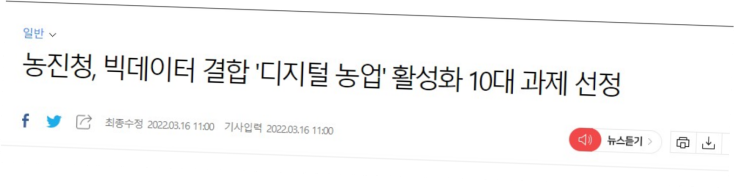 일반
농진청, 빅데이터 결합 '디지털 농업' 활성화 10대 과제 선정
최종수정 2022.03.16 11:00 기사입력 2022.03.16 11:00
뉴스듣기